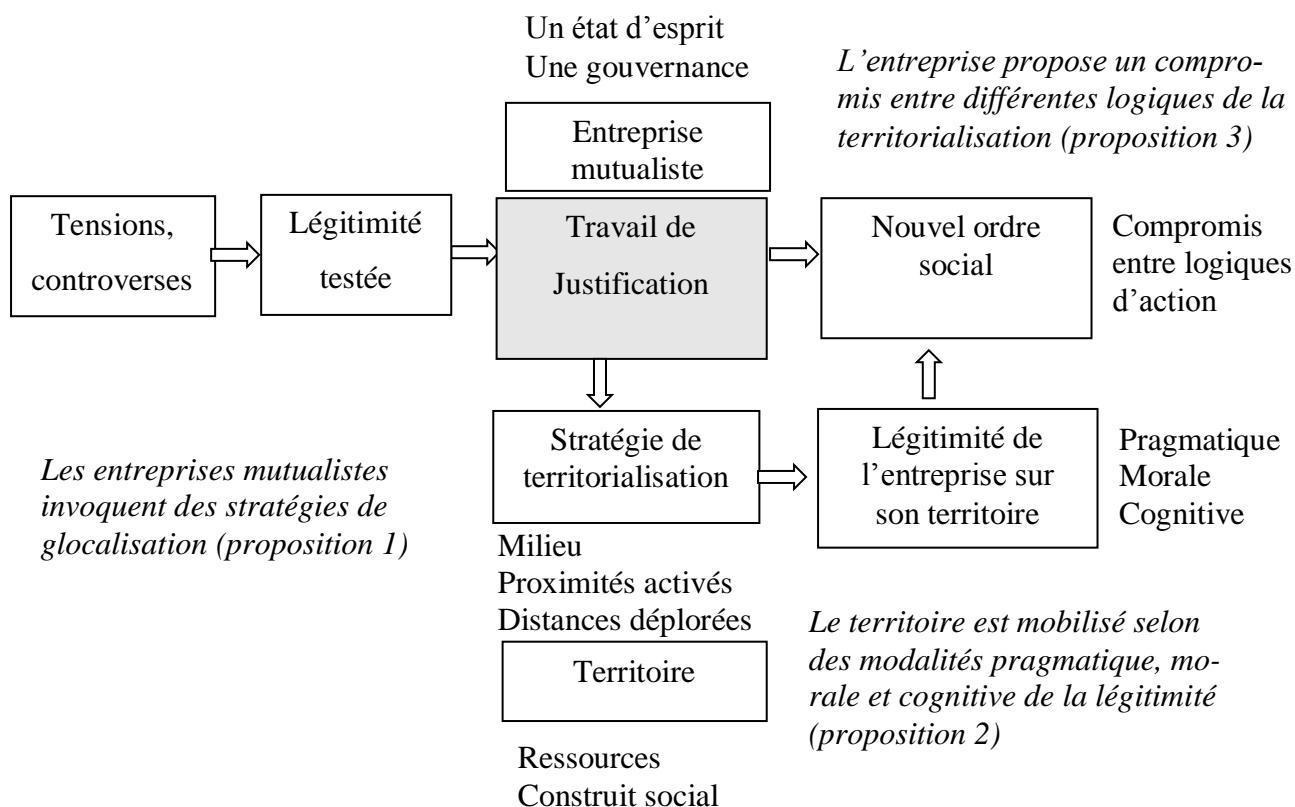 Un état d’esprit
Une gouvernance
L’entreprise propose un compro-
mis entre différentes logiques de la
territorialisation (proposition 3)
Entreprise
mutualiste
Tensions,
controverses
Légitimité
testée
Travail de
Justification
Nouvel ordre
social
Compromis
entre logiques
d’action
Les entreprises mutualistes
invoquent des stratégies de
glocalisation (proposition 1)
Stratégie de
territorialisation
Légitimité de
l’entreprise sur
son territoire
Pragmatique
Morale
Cognitive
Milieu
Proximités activés
Distances déplorées
Territoire
Le territoire est mobilisé selon
des modalités pragmatique, mo-
rale et cognitive de la légitimité
(proposition 2)
Ressources
Construit social